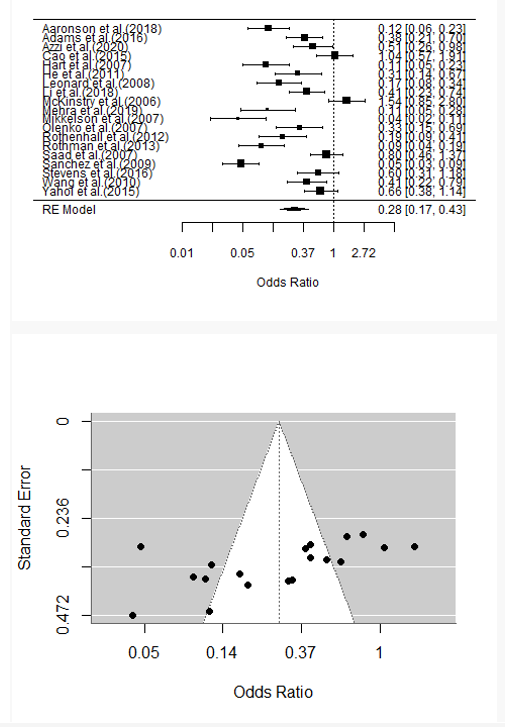 Aaronson et al.(2018) 0.12 [0.06, 0.23]
Adams et al.(2016) 0.38 [0.21, 0.70]
Azzi et al.(2020) 0.51 [0.26, 0.98]
Cao et al.(2015) 1.04 [0.57, 1.91]
Hart et al.(2007) 0.11 [0.05, 0.23]
He et al.(2011) 0.31 [0.14, 0.67]
Leonard et al.(2008) 0.17 [0.08, 0.34]
Li et al.(2018) 0.41 [0.23, 0.74]
McKinstry et al.(2006) 1.54 [0.85, 2.80]
Mehra et al.(2019) 0.11 [0.05, 0.28]
Mikkelson et al.(2007) 0.04 [0.02, 0.11]
Olenko et al.(2007) 0.33 [0.15, 0.69]
Rothenhall et al.(2012) 0.19 [0.09, 0.41]
Rothman et al.(2013) 0.09 [0.04, 0.19]
Saad et al.(2007) 0.80 [0.46, 1.37]
Sanchez et al.(2009) 0.05 [0.03, 0.09]
Stevens et al.(2016) 0.60 [0.31, 1.18]
Wang et al.(2010) 0.41 [0.22, 0.79]
et al.(2015) 0.66 [0.38, 1.14]
RE Model 0.28 [0.17, 0.43]
0.01 0.05 0.37 1 2.72
Odds Ratio
0
0.236
0.472
Standard Error
0.05 0.14 0.37 1
Odds Ratio